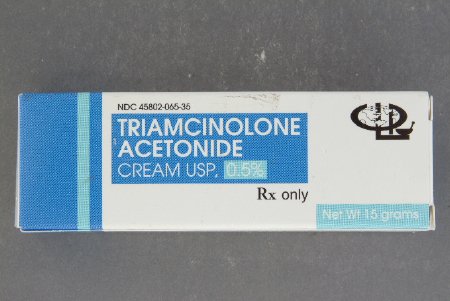 NDC 45802-065-35
TRIAMCINOLONE
ACETONIDE
CREAM USP, 0.5%
Rx only
Net Wt 15 grams